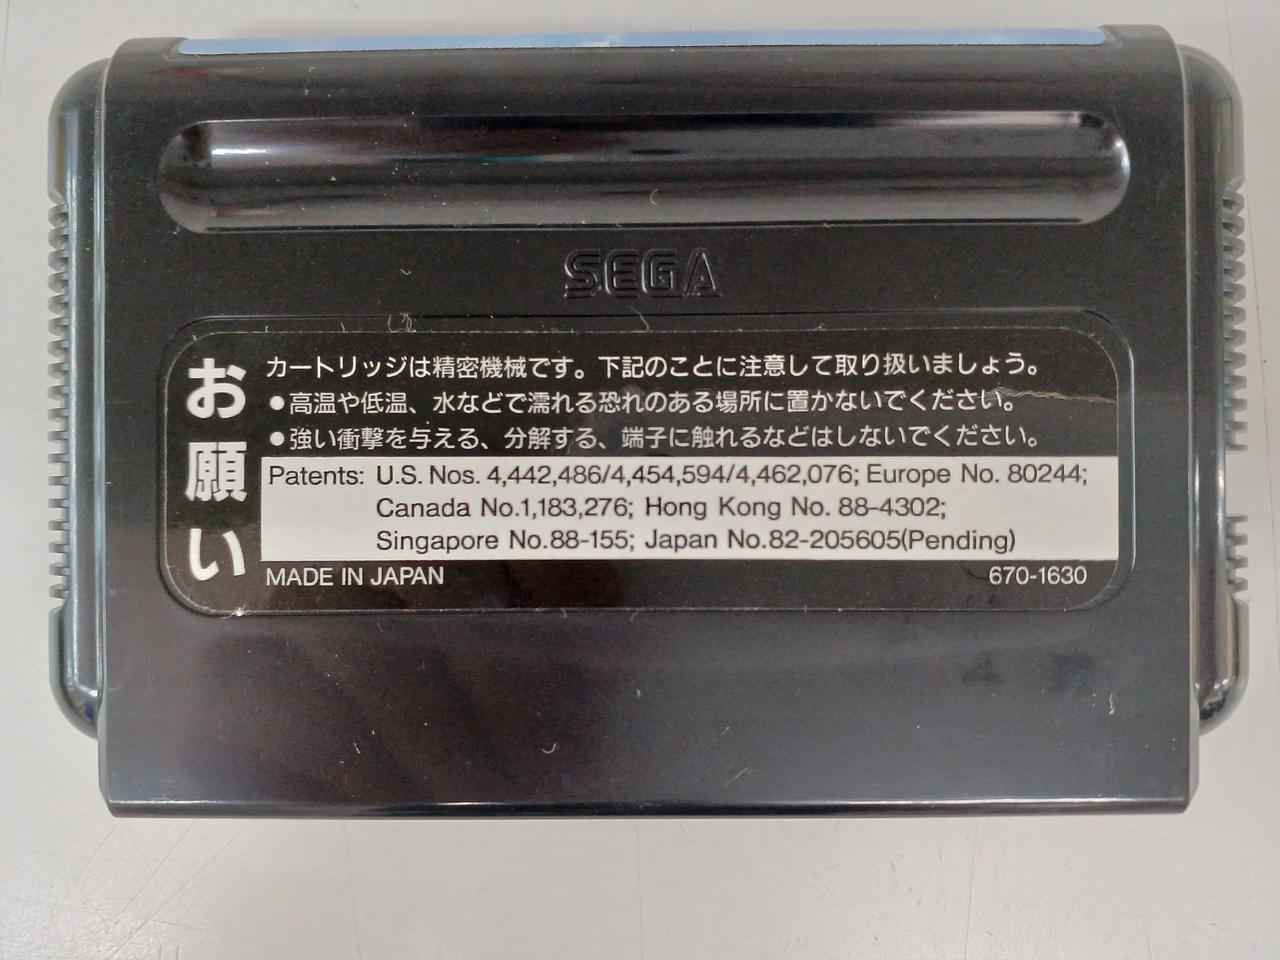 SEGA
お願い
カートリッジは精密機械です。下記のことに注意して取り扱いましょう。
●高温や低温、水などで濡れる恐れのある場所に置かないでください。
●強い衝撃を与える、分解する、端子に触れるなどはしないでください。
Patents: U.S. Nos. 4,442,486/4,454,594/4,462,076; Europe No. 80244;
Canada No.1,183,276; Hong Kong No. 88-4302;
Singapore No.88-155; Japan No.82-205605(Pending)
MADE IN JAPAN 670-1630